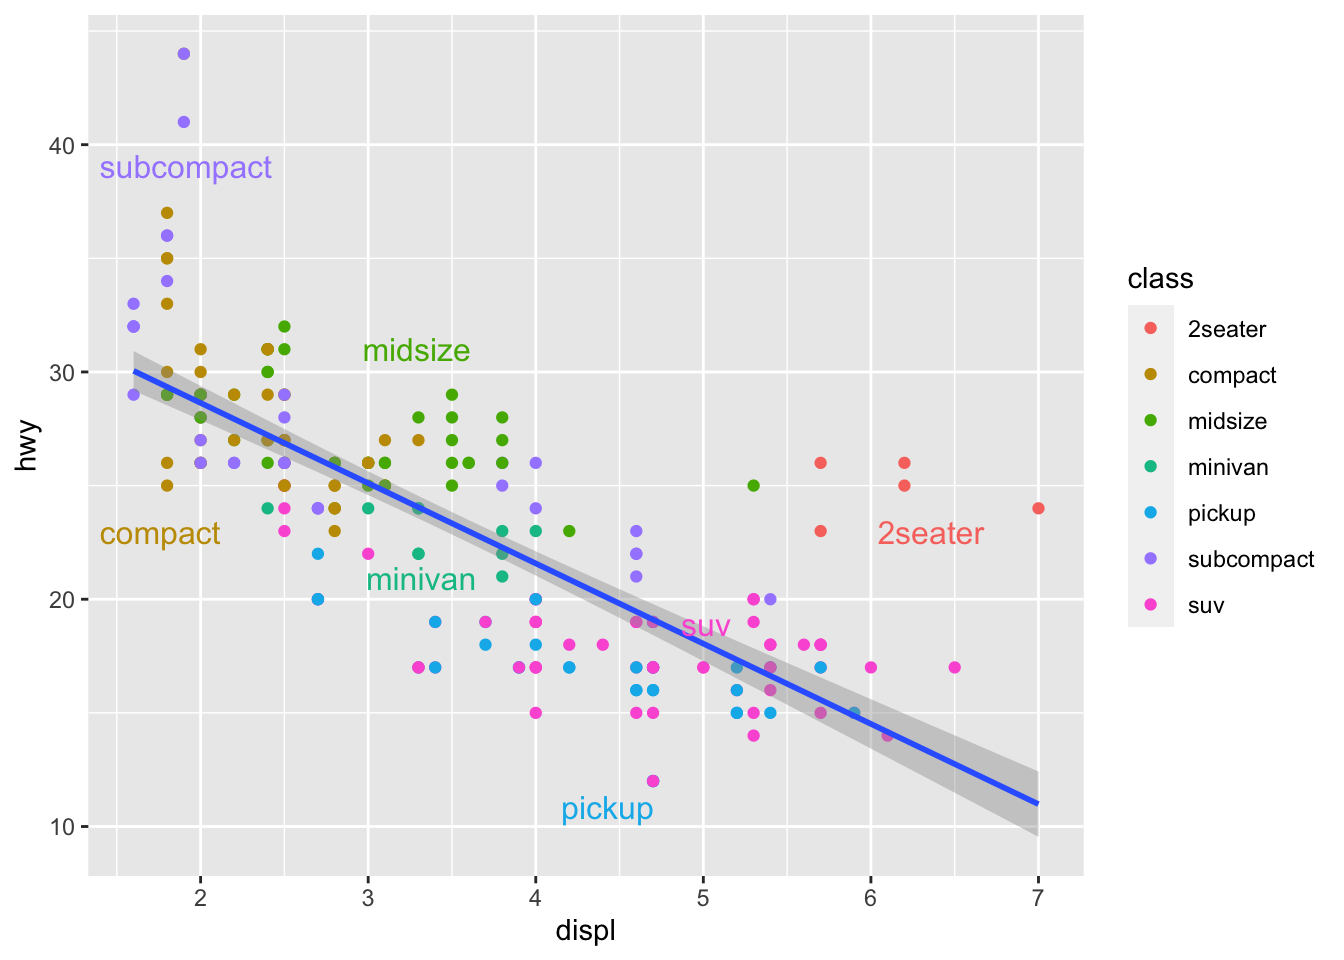 subcompact
midsize
compact
2seater
minivan
suv
pickup
40
30
20
10
hwy
2
3
4
5
6
7
displ
class
2seater
compact
midsize
minivan
pickup
subcompact
suv